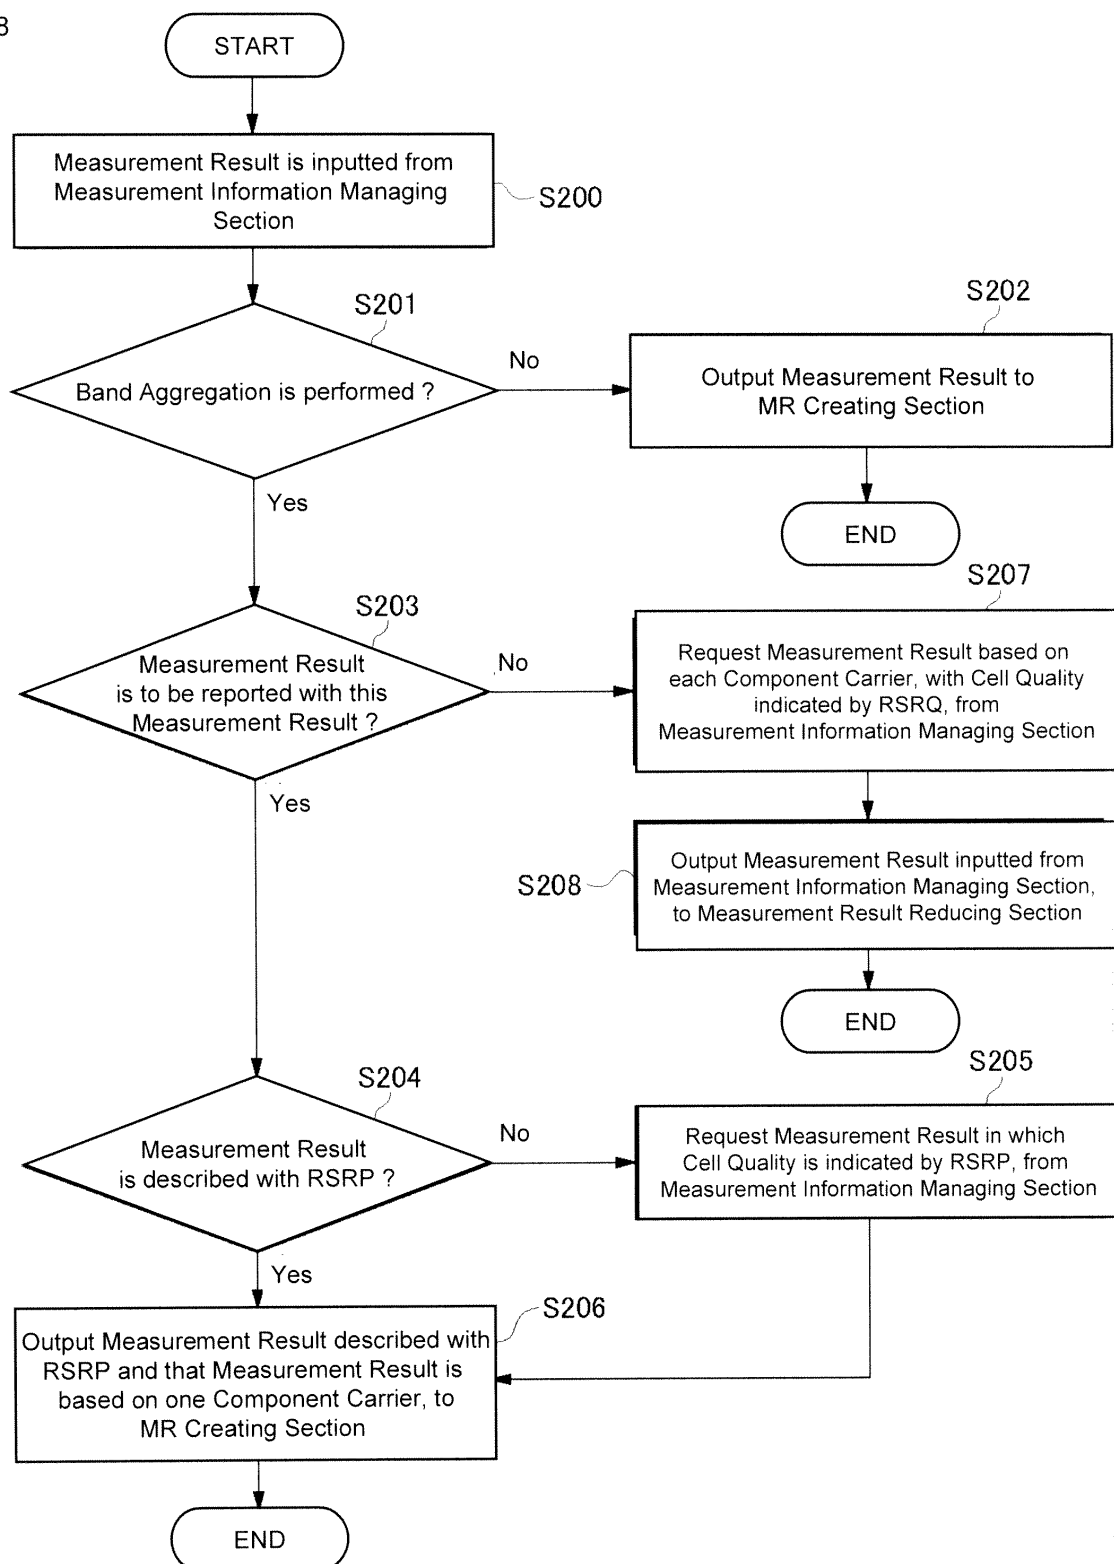 8
START
Measurement Result is inputted from
Measurement Information Managing
Section
S200
S201
Band Aggregation is performed ?
No
Yes
S202
Output Measurement Result to
MR Creating Section
END
S203
Measurement Result
is to be reported with this
Measurement Result ?
No
Yes
S207
Request Measurement Result based on
each Component Carrier, with Cell Quality
indicated by RSRQ, from
Measurement Information Managing Section
S208
Output Measurement Result inputted from
Measurement Information Managing Section,
to Measurement Result Reducing Section
END
S204
Measurement Result
is described with RSRP ?
No
Yes
S205
Request Measurement Result in which
Cell Quality is indicated by RSRP, from
Measurement Information Managing Section
S206
Output Measurement Result described with
RSRP and that Measurement Result is
based on one Component Carrier, to
MR Creating Section
END